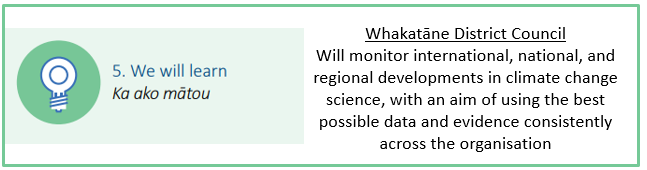 5. We will learn
Ka ako mātou
Whakatāne District Council
Will monitor international, national, and
regional developments in climate change
science, with an aim of using the best
possible data and evidence consistently
across the organisation